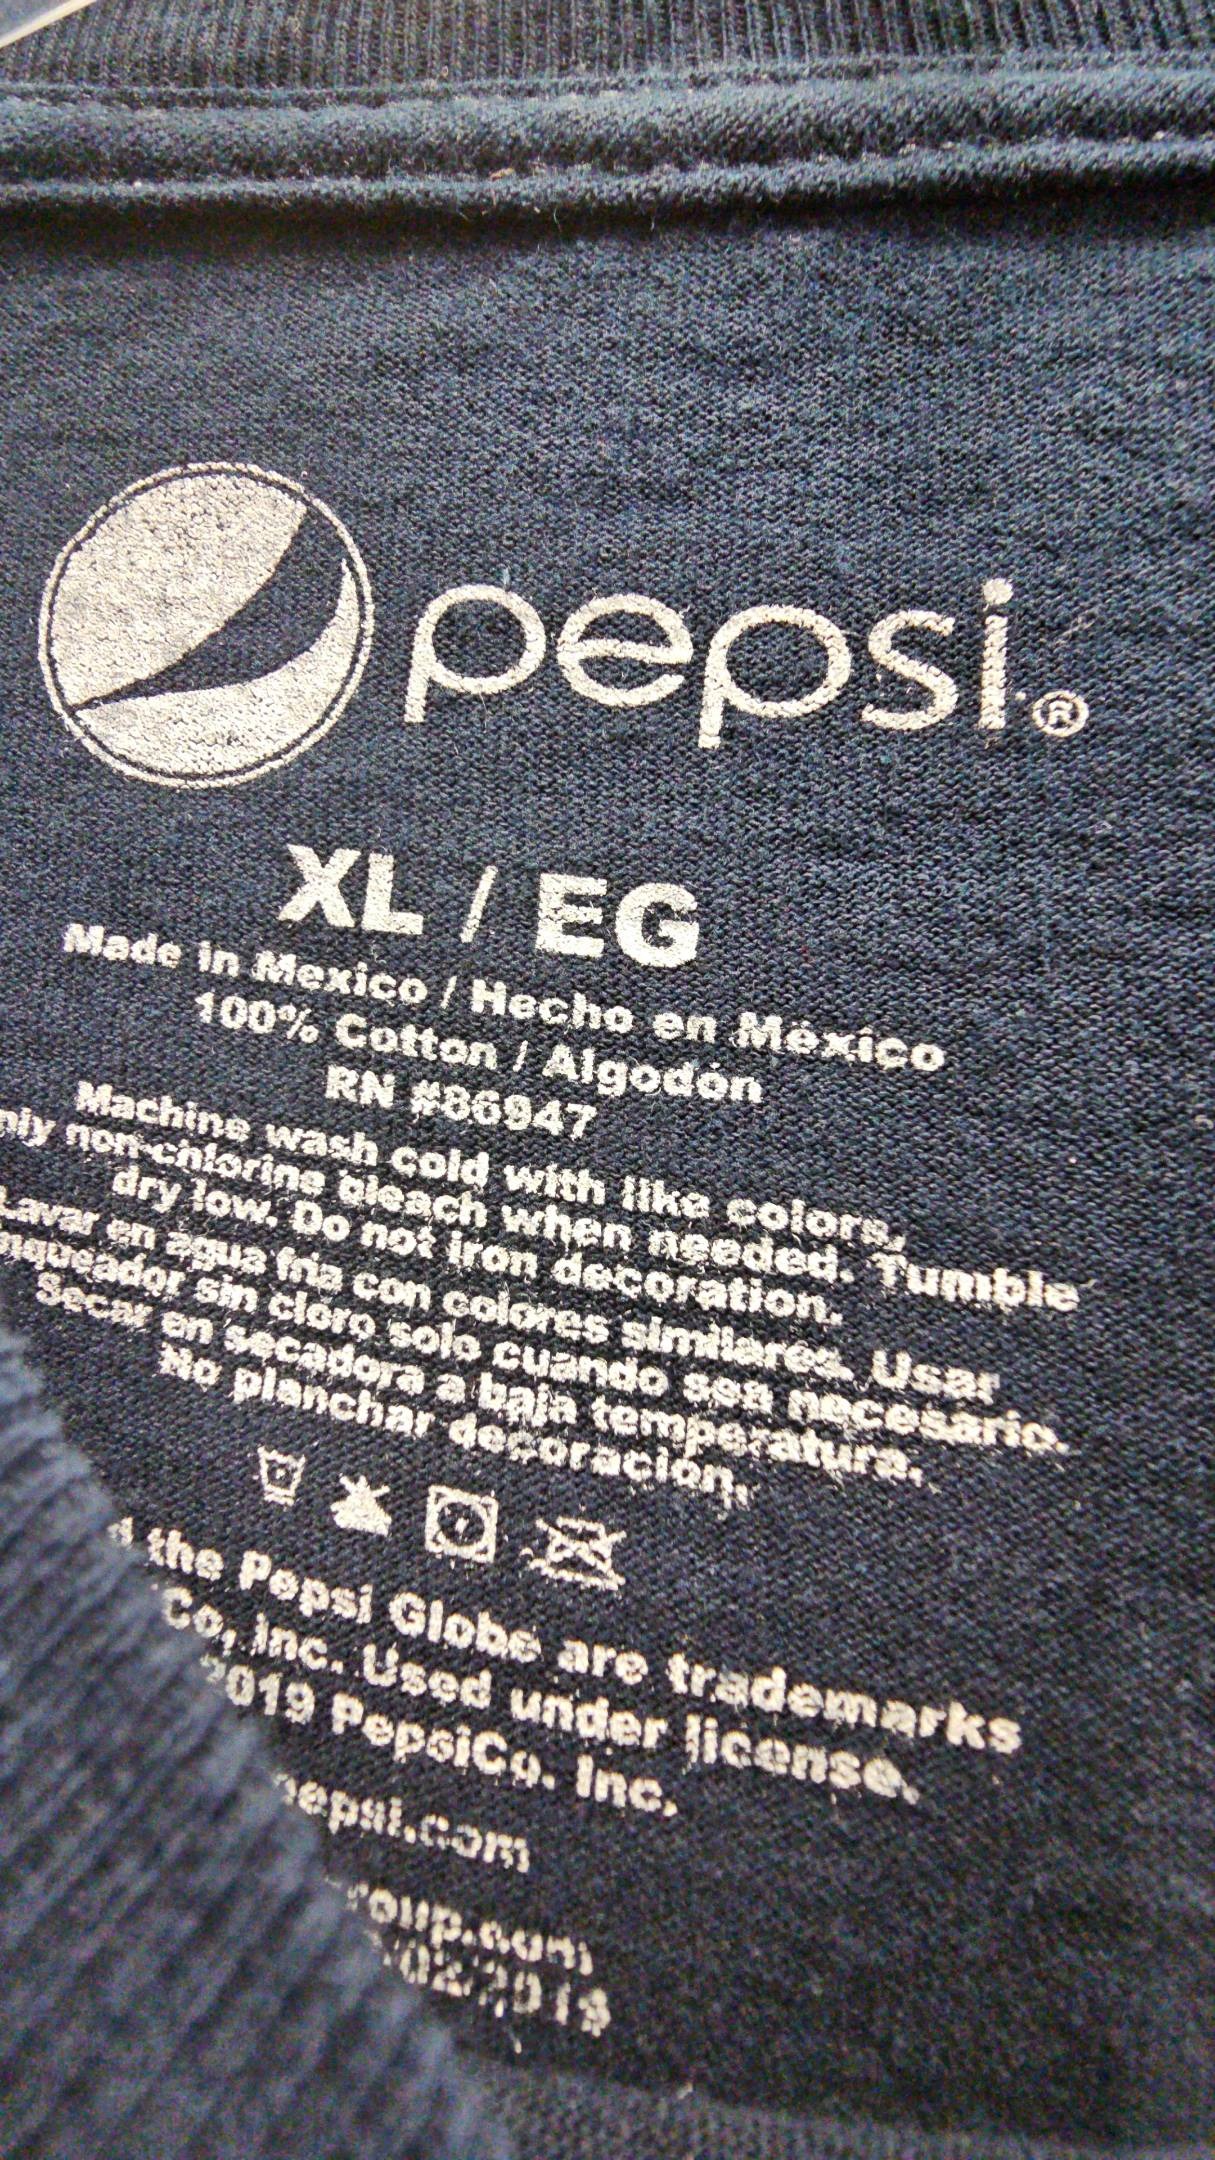 pepsi®
XL / EG
Made in Mexico / Hecho en México
100% Cotton / Algodón
RN #86947
Machine wash cold with like colors,
non-chlorine bleach when needed. Tumble
dry low. Do not iron decoration.
Lavar en agua fria con colores similares. Usar
sin cloro solo cuando sea necesario.
Secar en secadora a baja temperatura.
No planchar decoración.
the Pepsi Globe are trademarks
Co, Inc. Used under license.
2019 PepsiCo. Inc.
pepsi.com